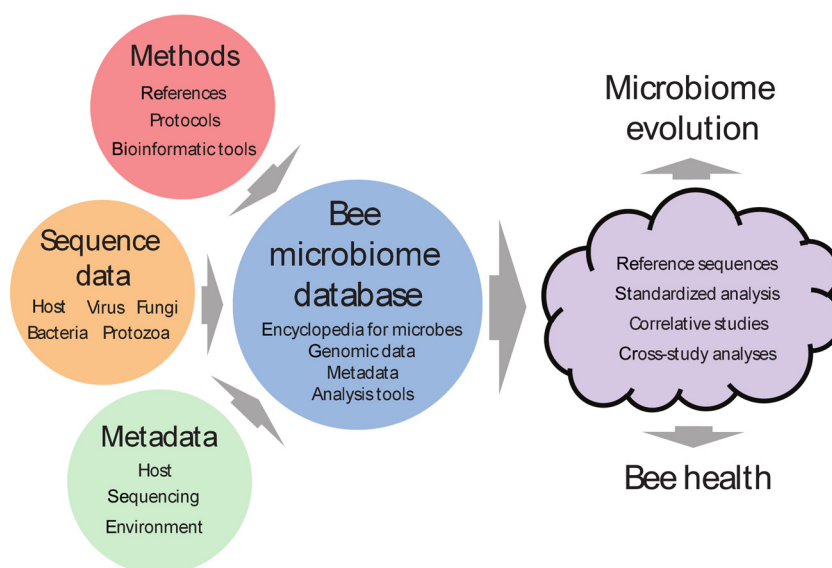 Methods
References
Protocols
Bioinformatic tools
Sequence
data
Host Virus Fungi
Bacteria Protozoa
Metadata
Host
Sequencing
Environment
Bee
microbiome
database
Encyclopedia for microbes
Genomic data
Metadata
Analysis tools
Microbiome
evolution
Reference sequences
Standardized analysis
Correlative studies
Cross-study analyses
Bee health